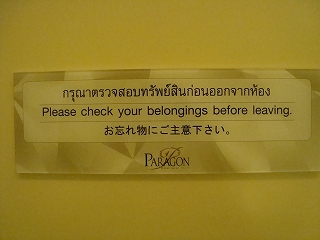 กรุณาตรวจสอบทรัพย์สินก่อนออกจากห้อง
Please check your belongings before leaving.
お忘れ物にご主意下さい。
PARAGON